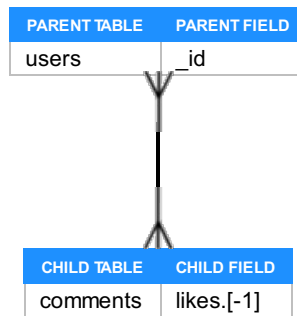 PARENT TABLE PARENT FIELD
users _id
CHILD TABLE CHILD FIELD
comments likes.[-1]